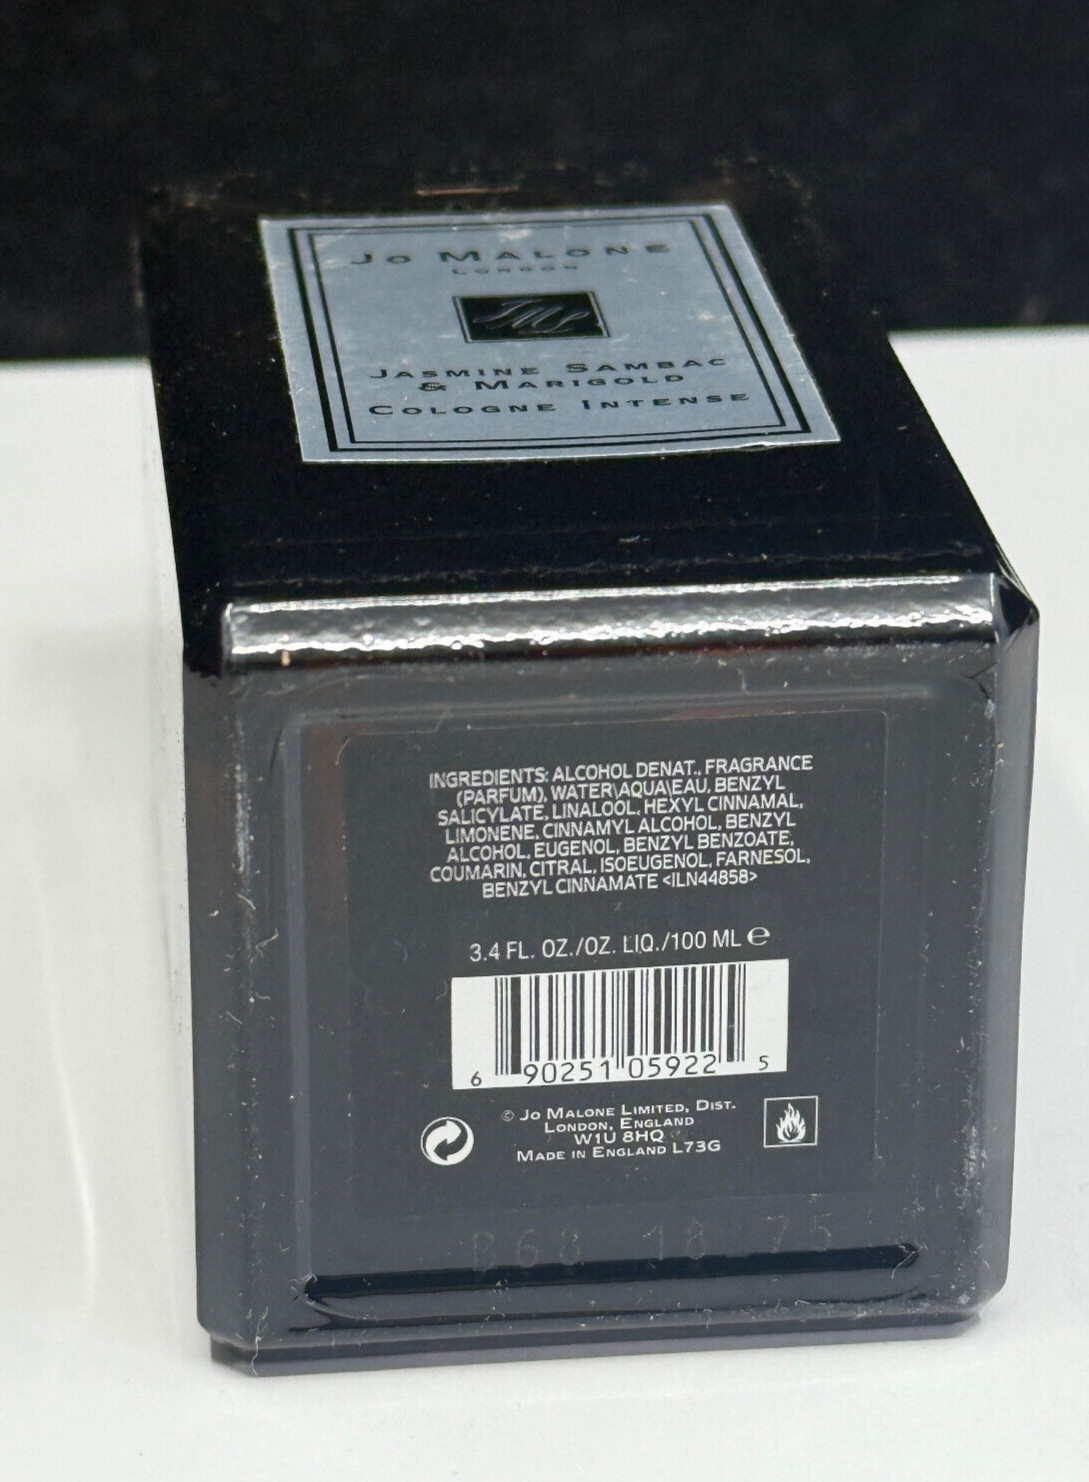 JO MALONE
LONDON
JML
JASMINE SAMBAC
& MARIGOLD
COLOGNE INTENSE
INGREDIENTS: ALCOHOL DENAT., FRAGRANCE
(PARFUM), WATER\AQUA\EAU, BENZYL
SALICYLATE, LINALOOL, HEXYL CINNAMAL,
LIMONENE, CINNAMYL ALCOHOL, BENZYL
ALCOHOL, EUGENOL, BENZYL BENZOATE,
COUMARIN, CITRAL, ISOEUGENOL, FARNESOL,
BENZYL CINNAMATE <ILN44858>
3.4 FL. OZ./OZ. LIQ./100 ML ℮
6 90251 05922 5
© JO MALONE LIMITED, DIST.
LONDON, ENGLAND
W1U 8HQ
MADE IN ENGLAND L73G
B68 18 75